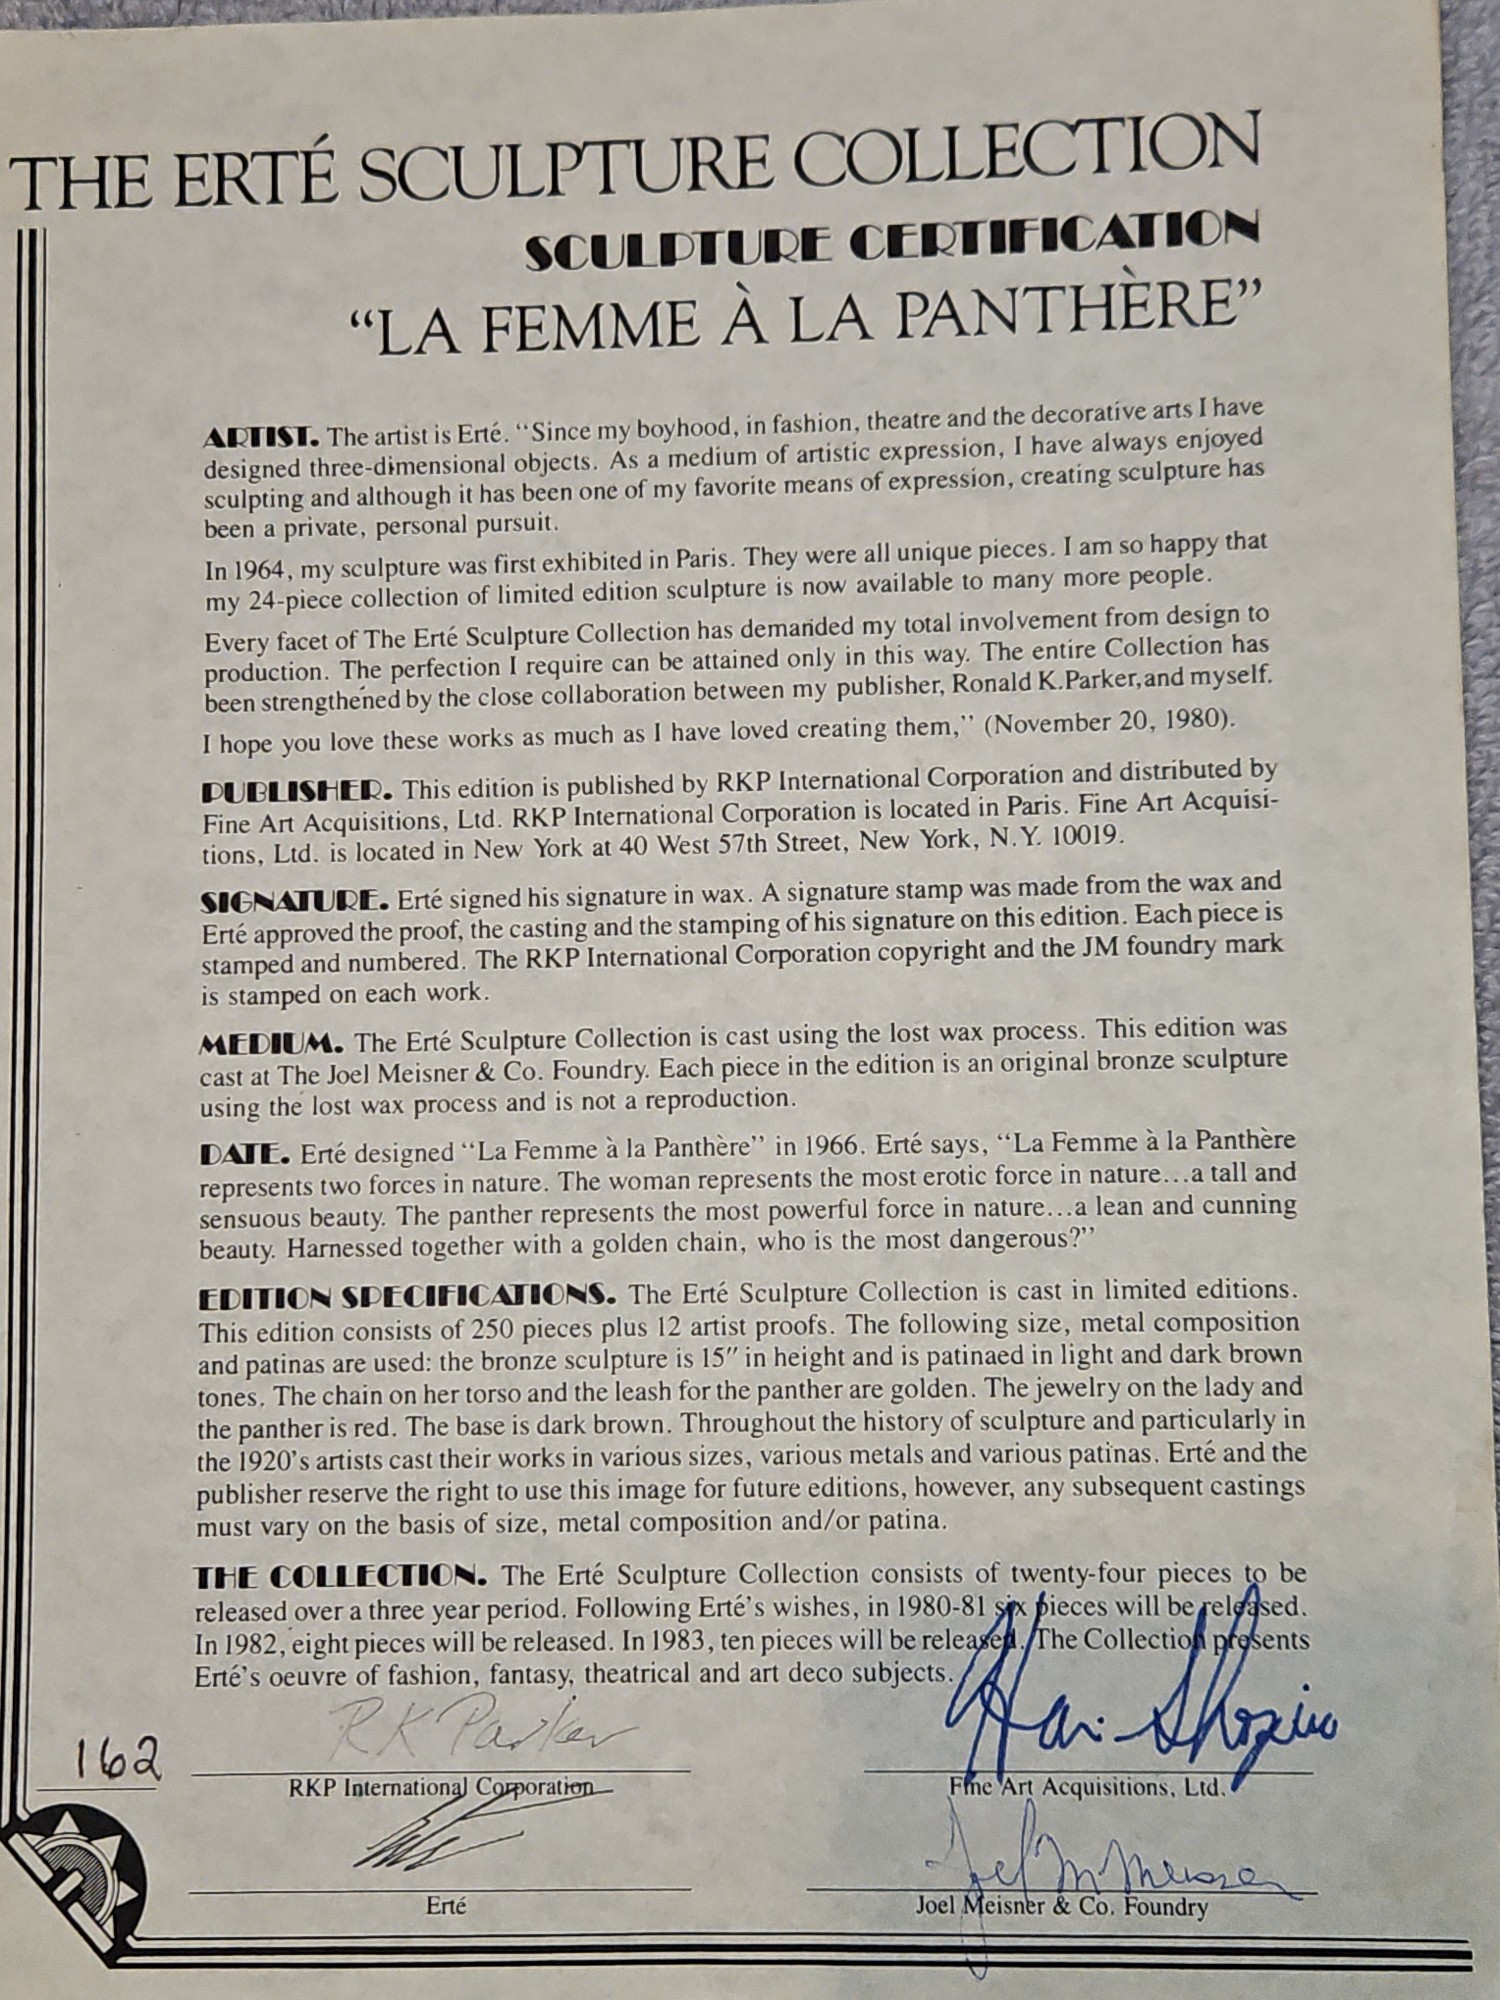 THE ERTÉ SCULPTURE COLLECTION
SCULPTURE CERTIFICATION
“LA FEMME À LA PANTHÈRE”
ARTIST. The artist is Erté. “Since my boyhood, in fashion, theatre and the decorative arts I have
designed three-dimensional objects. As a medium of artistic expression, I have always enjoyed
sculpting and although it has been one of my favorite means of expression, creating sculpture has
been a private, personal pursuit.
In 1964, my sculpture was first exhibited in Paris. They were all unique pieces. I am so happy that
my 24-piece collection of limited edition sculpture is now available to many more people.
Every facet of The Erté Sculpture Collection has demanded my total involvement from design to
production. The perfection I require can be attained only in this way. The entire Collection has
been strengthened by the close collaboration between my publisher, Ronald K.Parker,and myself.
I hope you love these works as much as I have loved creating them,” (November 20, 1980).
PUBLISHER. This edition is published by RKP International Corporation and distributed by
Fine Art Acquisitions, Ltd. RKP International Corporation is located in Paris. Fine Art Acquisi-
tions, Ltd. is located in New York at 40 West 57th Street, New York, N.Y. 10019.
SIGNATURE. Erté signed his signature in wax. A signature stamp was made from the wax and
Erté approved the proof, the casting and the stamping of his signature on this edition. Each piece is
stamped and numbered. The RKP International Corporation copyright and the JM foundry mark
is stamped on each work.
MEDIUM. The Erté Sculpture Collection is cast using the lost wax process. This edition was
cast at The Joel Meisner & Co. Foundry. Each piece in the edition is an original bronze sculpture
using the lost wax process and is not a reproduction.
DATE. Erté designed “La Femme à la Panthère” in 1966. Erté says, “La Femme à la Panthère
represents two forces in nature. The woman represents the most erotic force in nature...a tall and
sensuous beauty. The panther represents the most powerful force in nature...a lean and cunning
beauty. Harnessed together with a golden chain, who is the most dangerous?”
EDITION SPECIFICATIONS. The Erté Sculpture Collection is cast in limited editions.
This edition consists of 250 pieces plus 12 artist proofs. The following size, metal composition
and patinas are used: the bronze sculpture is 15″ in height and is patinaed in light and dark brown
tones. The chain on her torso and the leash for the panther are golden. The jewelry on the lady and
the panther is red. The base is dark brown. Throughout the history of sculpture and particularly in
the 1920’s artists cast their works in various sizes, various metals and various patinas. Erté and the
publisher reserve the right to use this image for future editions, however, any subsequent castings
must vary on the basis of size, metal composition and/or patina.
THE COLLECTION. The Erté Sculpture Collection consists of twenty-four pieces to be
released over a three year period. Following Erté’s wishes, in 1980-81 six pieces will be released.
In 1982, eight pieces will be released. In 1983, ten pieces will be released. The Collection presents
Erté’s oeuvre of fashion, fantasy, theatrical and art deco subjects.
162
RK Parker
RKP International Corporation
Shapiro
Fine Art Acquisitions, Ltd.
Erté
Erté
Joel M Meisner
Joel Meisner & Co. Foundry